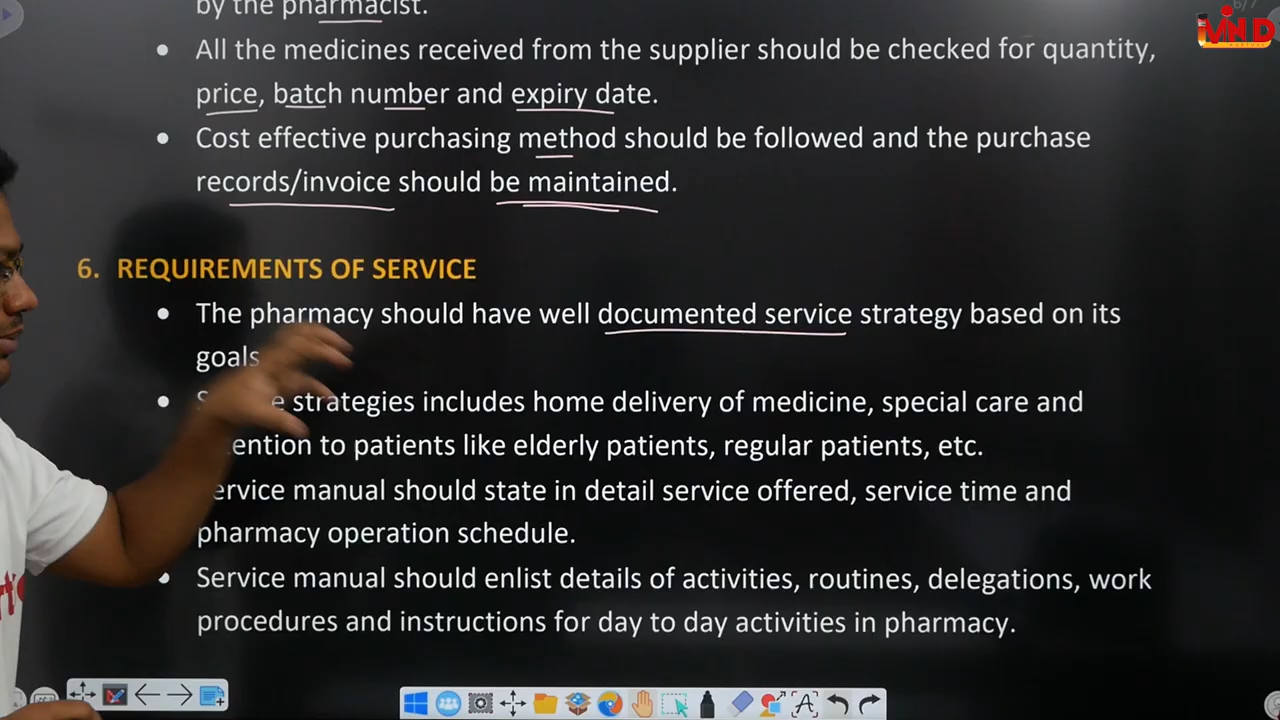 by the pharmacist.
All the medicines received from the supplier should be checked for quantity,
price, batch number and expiry date.
Cost effective purchasing method should be followed and the purchase
records/invoice should be maintained.
6. REQUIREMENTS OF SERVICE
The pharmacy should have well documented service strategy based on its
goals
strategies includes home delivery of medicine, special care and
to patients like elderly patients, regular patients, etc.
manual should state in detail service offered, service time and
pharmacy operation schedule.
Service manual should enlist details of activities, routines, delegations, work
procedures and instructions for day to day activities in pharmacy.